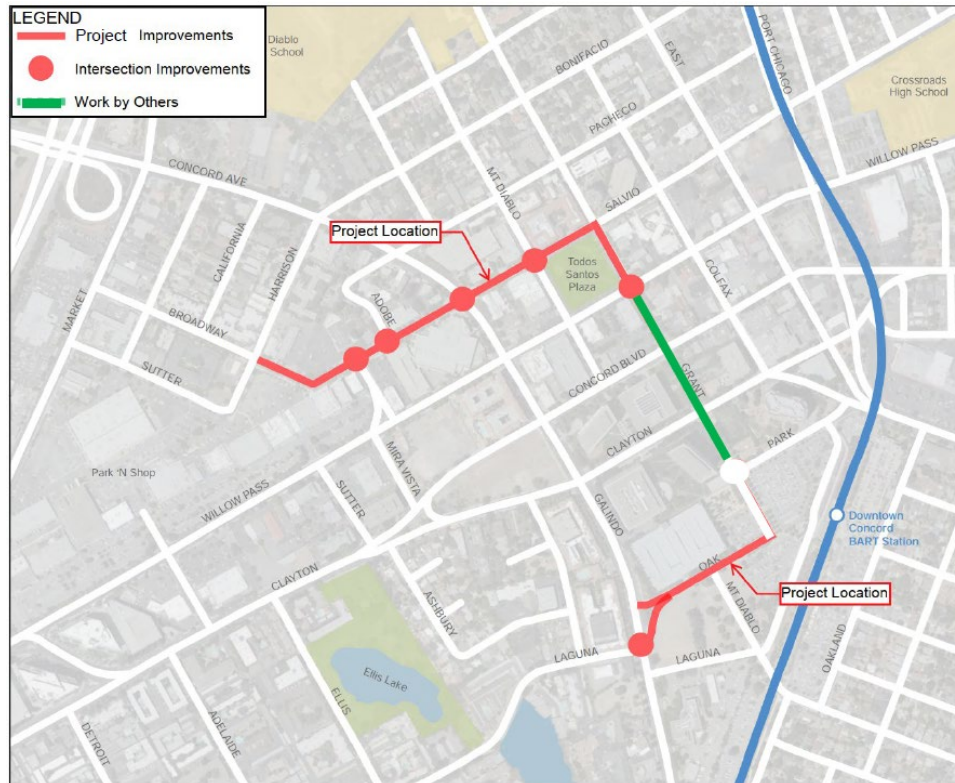 LEGEND
Project Improvements
Intersection Improvements
Work by Others
Diablo
School
BONIFACIO
EAST
PORT CHICAGO
Crossroads
High School
PACHECO
WILLOW PASS
CONCORD AVE
MT DIABLO
SALVIO
Project Location
CALIFORNIA
HARRISON
Todos
Santos
Plaza
COLFAX
MARKET
BROADWAY
ADOBE
SUTTER
CONCORD BLVD
GRANT
PARK
CLAYTON
MIRA VISTA
Park 'N Shop
WILLOW PASS
SUTTER
GALINDO
Downtown
Concord
BART Station
OAK
CLAYTON
Project Location
ASHBURY
MT DIABLO
LAGUNA
LAGUNA
OAKLAND
Ellis Lake
ELLIS
ADELAIDE
DETROIT